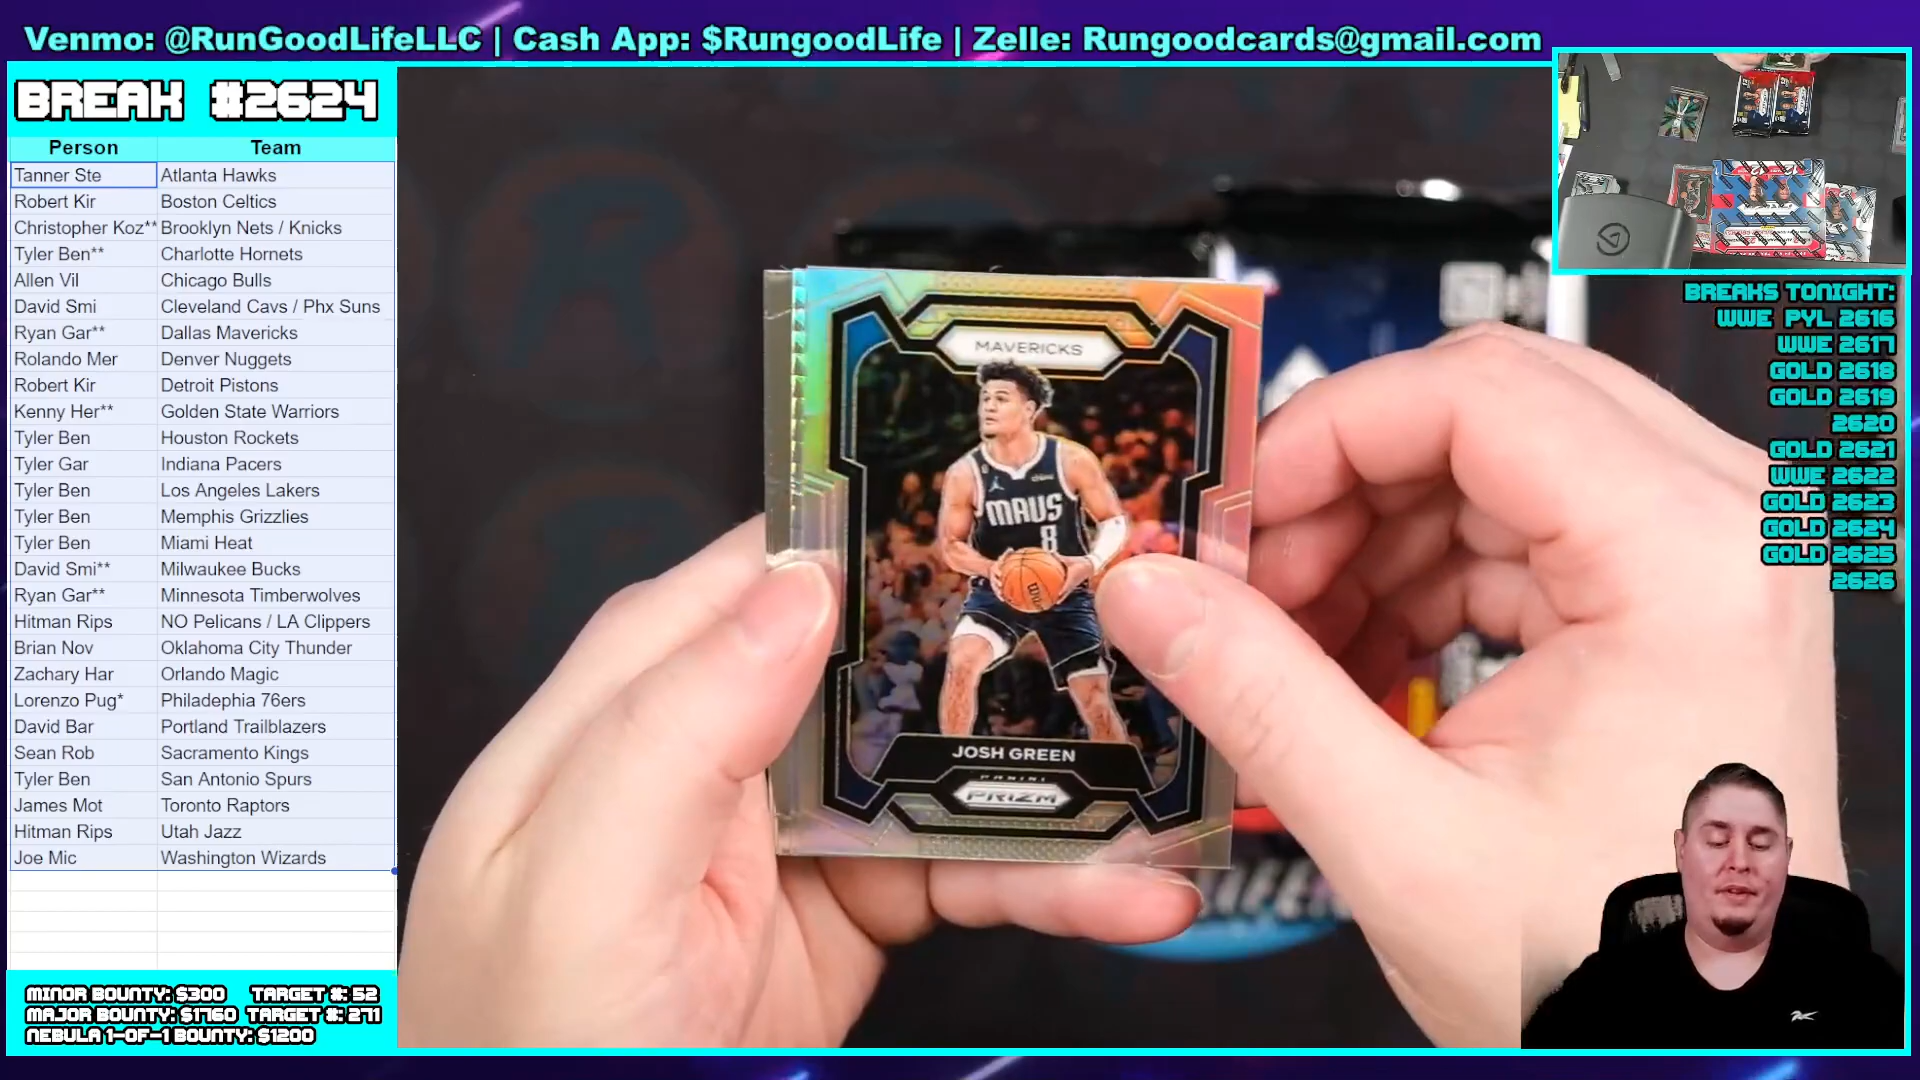 Venmo: @RunGoodLifeLLC | Cash App: $RungoodLife | Zelle: Rungoodcards@gmail.com
BREAK #2624
Person Team
Tanner Ste Atlanta Hawks
Robert Kir Boston Celtics
Christopher Koz** Brooklyn Nets / Knicks
Tyler Ben** Charlotte Hornets
Allen Vil Chicago Bulls
David Smi Cleveland Cavs / Phx Suns
Ryan Gar** Dallas Mavericks
Rolando Mer Denver Nuggets
Robert Kir Detroit Pistons
Kenny Her** Golden State Warriors
Tyler Ben Houston Rockets
Tyler Gar Indiana Pacers
Tyler Ben Los Angeles Lakers
Tyler Ben Memphis Grizzlies
Tyler Ben Miami Heat
David Smi** Milwaukee Bucks
Ryan Gar** Minnesota Timberwolves
Hitman Rips NO Pelicans / LA Clippers
Brian Nov Oklahoma City Thunder
Zachary Har Orlando Magic
Lorenzo Pug* Philadephia 76ers
David Bar Portland Trailblazers
Sean Rob Sacramento Kings
Tyler Ben San Antonio Spurs
James Mot Toronto Raptors
Hitman Rips Utah Jazz
Joe Mic Washington Wizards
MINOR BOUNTY: $300 TARGET #: 52
MAJOR BOUNTY: $1760 TARGET #: 271
NEBULA 1-OF-1 BOUNTY: $1200
MAVERICKS
MAVS
8
JOSH GREEN
PANINI
PRIZM
BREAKS TONIGHT:
WWE PYL 2616
WWE 2617
GOLD 2618
GOLD 2619
2620
GOLD 2621
WWE 2622
GOLD 2623
GOLD 2624
GOLD 2625
2626